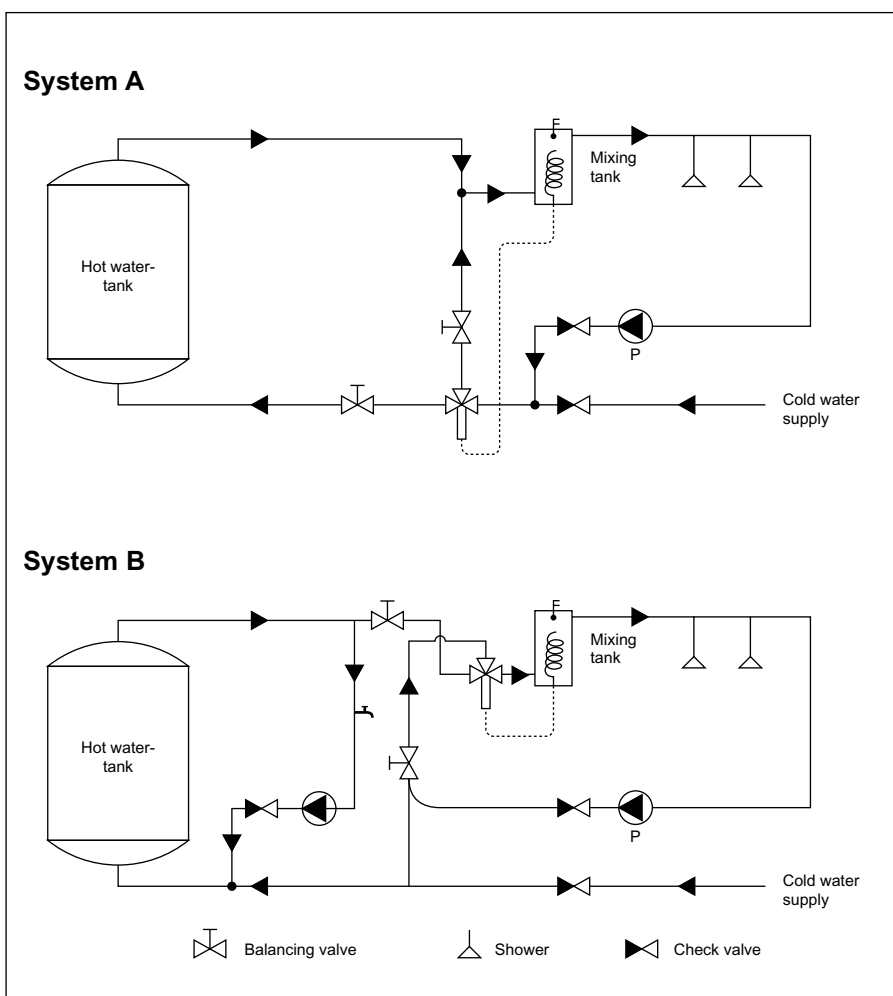 System A
Mixing
tank
Hot water-
tank
P
Cold water
supply
System B
Mixing
tank
Hot water-
tank
P
Cold water
supply
Balancing valve
Shower
Check valve